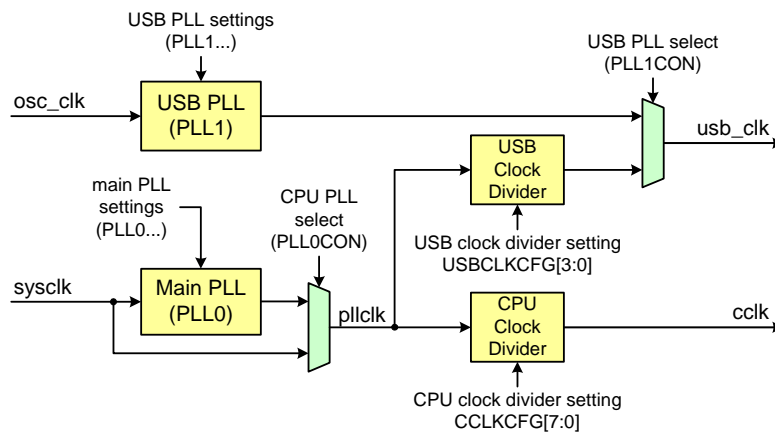 USB PLL settings
(PLL1...)
USB PLL select
(PLL1CON)
osc_clk
USB PLL
(PLL1)
usb_clk
USB
Clock
Divider
main PLL
settings
(PLL0...)
CPU PLL
select
(PLL0CON)
USB clock divider setting
USBCLKCFG[3:0]
sysclk
Main PLL
(PLL0)
pllclk
CPU
Clock
Divider
cclk
CPU clock divider setting
CCLKCFG[7:0]